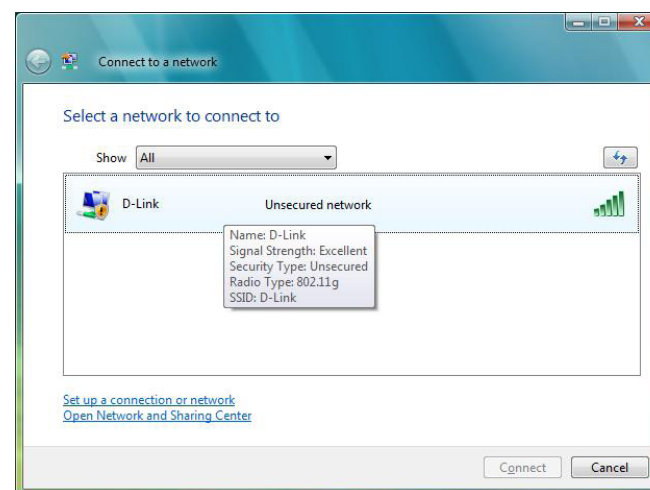 Connect to a network
Select a network to connect to
Show All
D-Link Unsecured network
Name: D-Link
Signal Strength: Excellent
Security Type: Unsecured
Radio Type: 802.11g
SSID: D-Link
Set up a connection or network
Open Network and Sharing Center
Connect Cancel